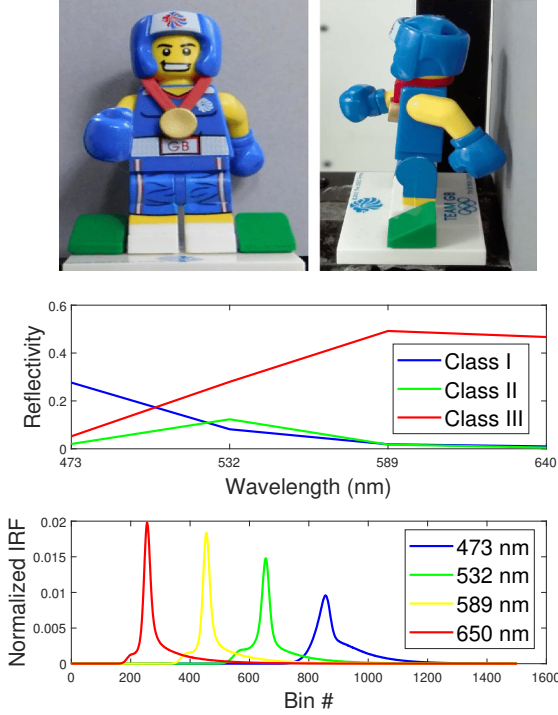 GB
TEAM GB
0.6
0.4
0.2
0
Reflectivity
Class I
Class II
Class III
473
532
589
640
Wavelength (nm)
0.02
0.015
0.01
0.005
0
Normalized IRF
473 nm
532 nm
589 nm
650 nm
0
200
400
600
800
1000
1200
1400
1600
Bin #